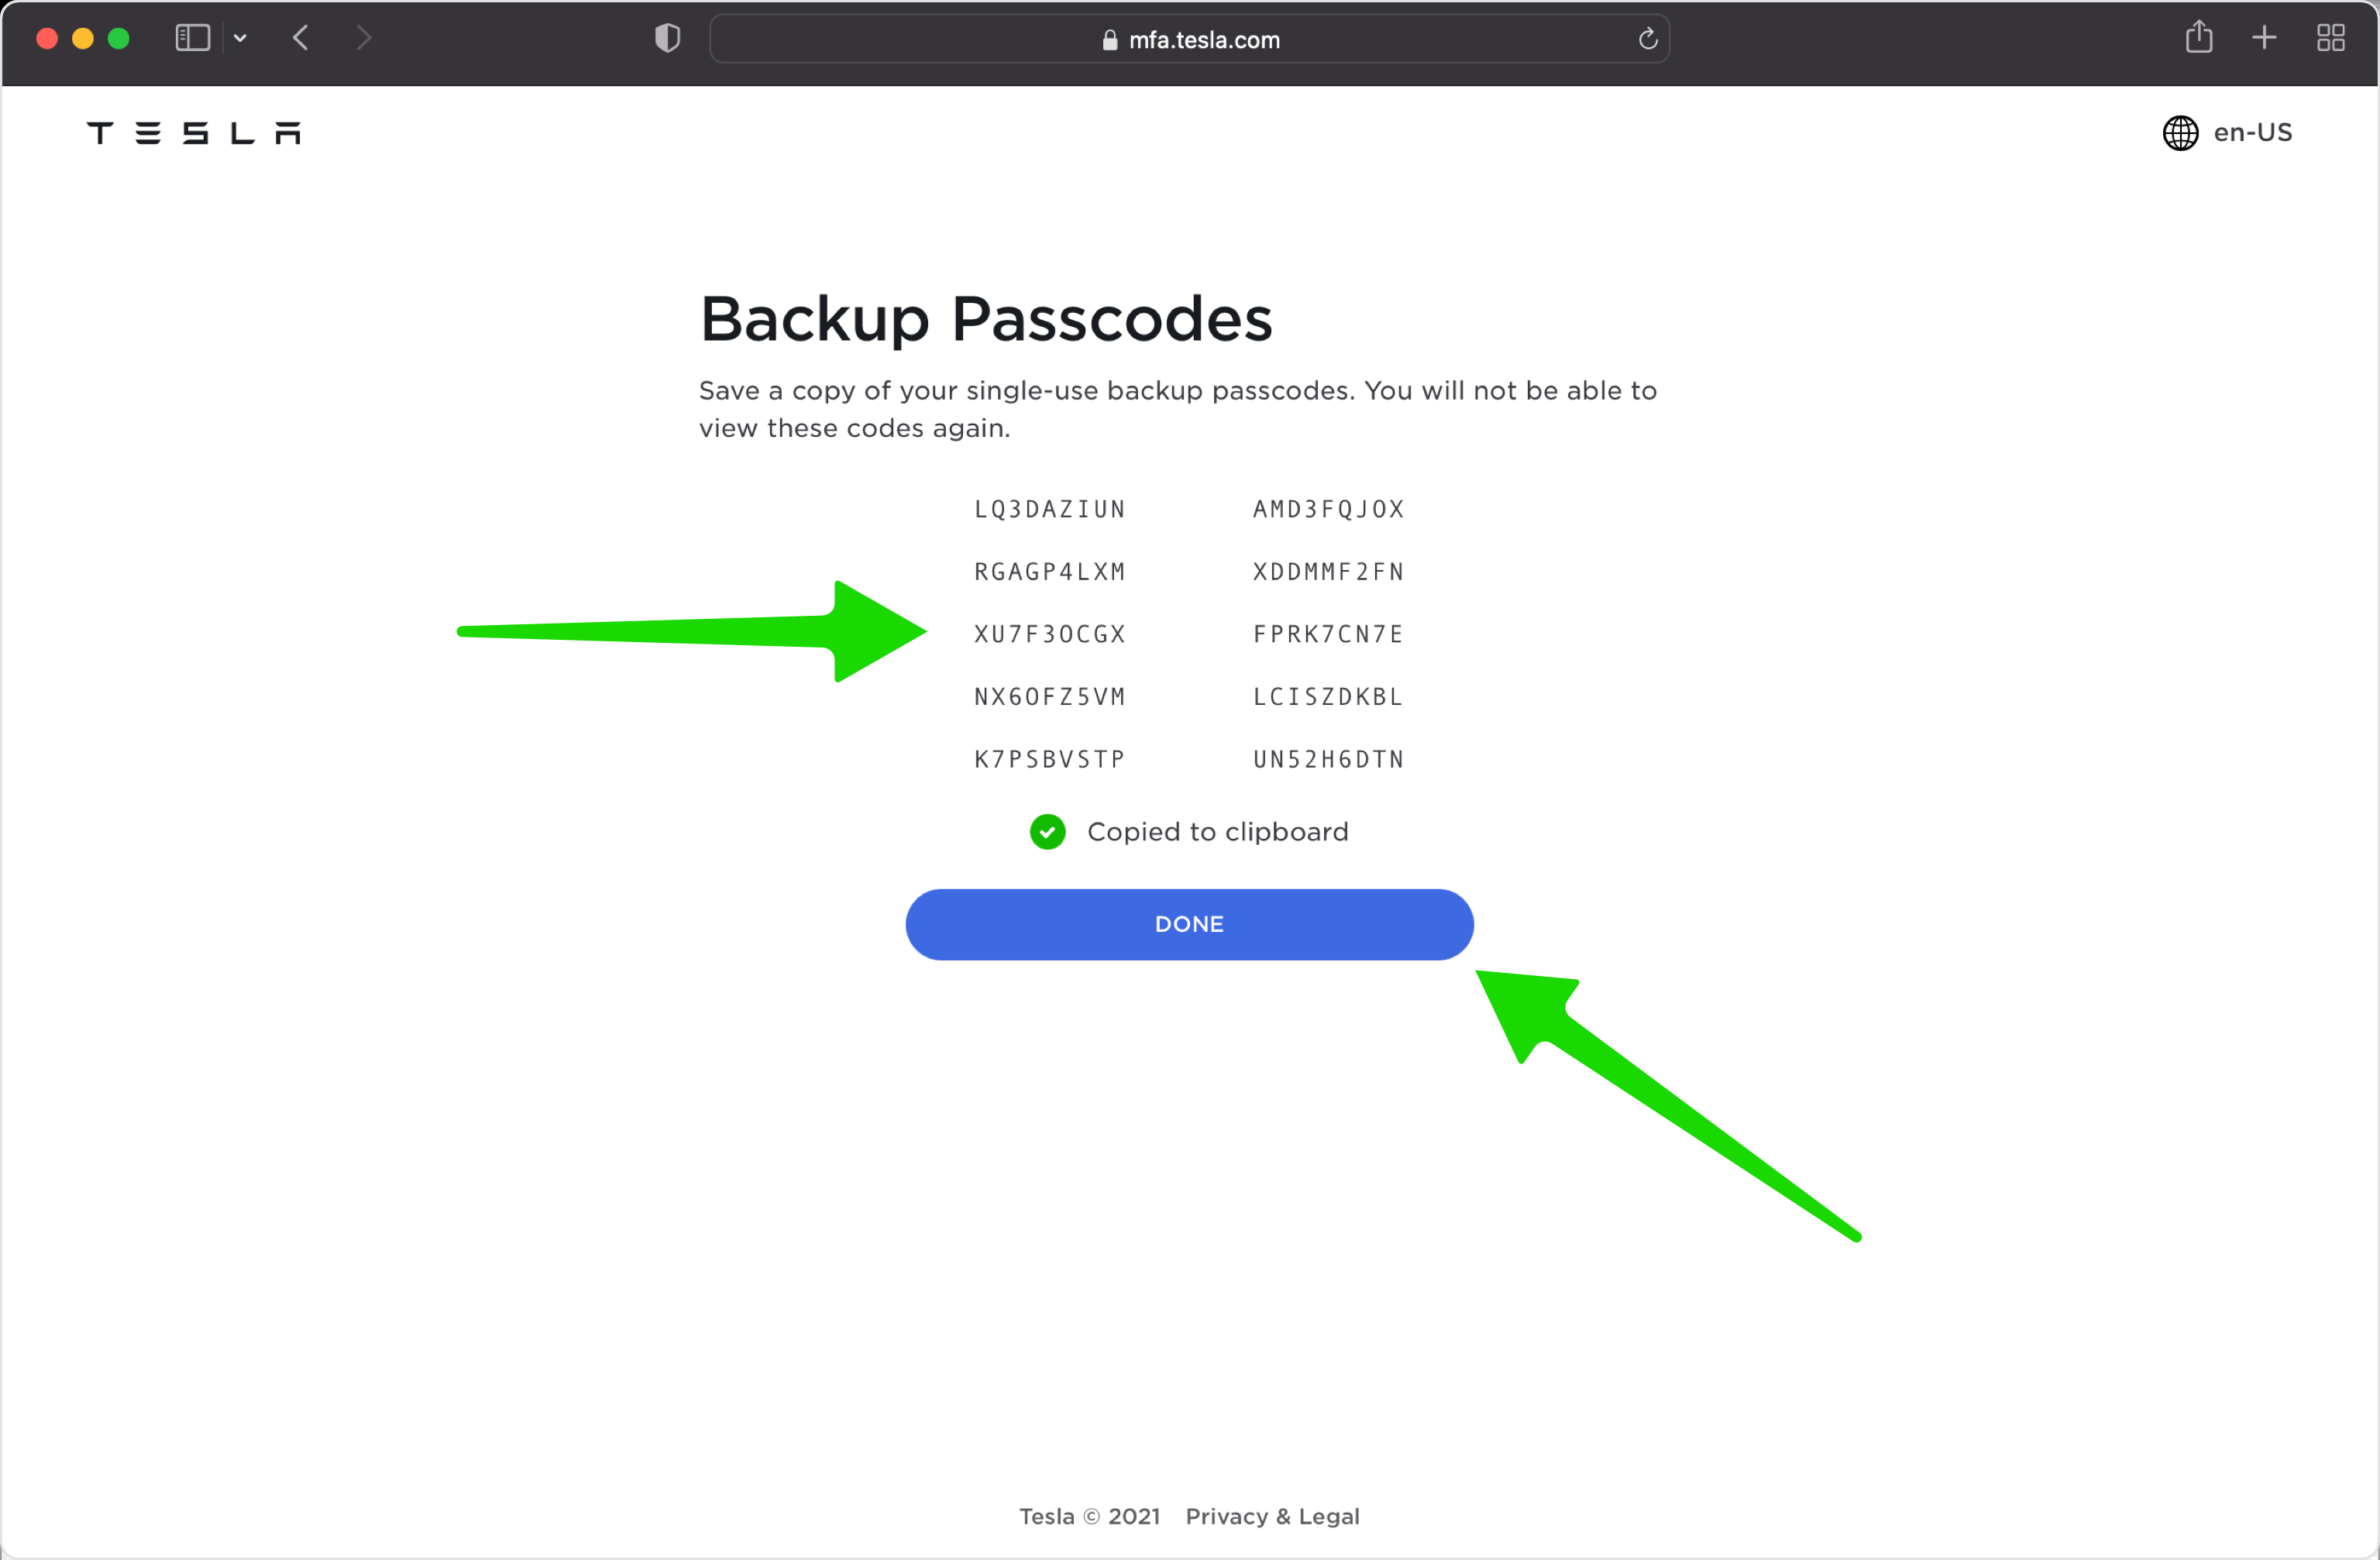 mfa.tesla.com
TESLA
en-US
Backup Passcodes
Save a copy of your single-use backup passcodes. You will not be able to
view these codes again.
LQ3DAZIUN AMD3FQJOX
RGAGP4LXM XDDMMF2FN
XU7F3OCGX FPRK7CN7E
NX6OFZ5VM LCISZDKBL
K7PSBVSTP UN52H6DTN
Copied to clipboard
DONE
Tesla © 2021 Privacy & Legal